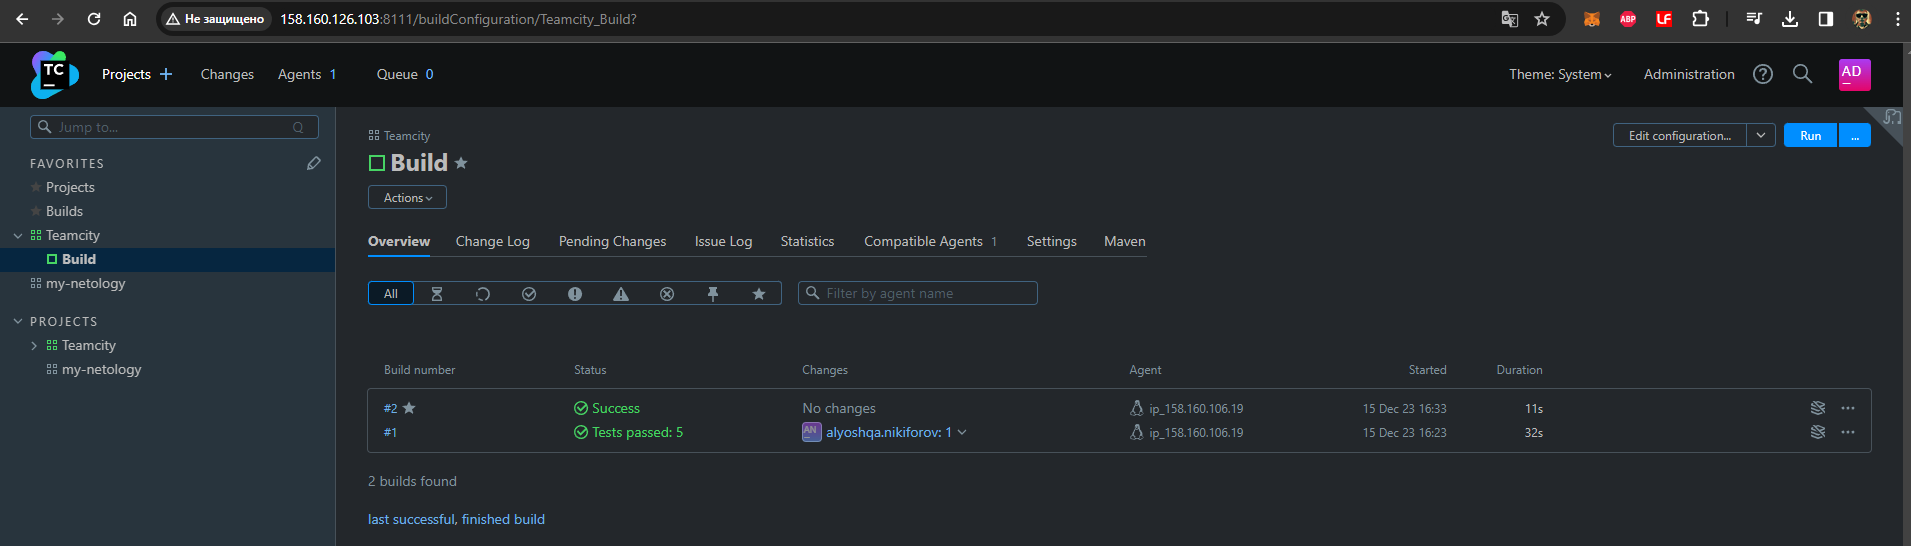 Не защищено 158.160.126.103:8111/buildConfiguration/Teamcity_Build?
ABP LF
TC Projects Changes Agents 1 Queue 0 Theme: System Administration ? AD
Jump to... Q
FAVORITES
Projects
Builds
Teamcity
Build
my-netology
PROJECTS
Teamcity
my-netology
Teamcity
Build
Edit configuration... Run ...
Actions
Overview Change Log Pending Changes Issue Log Statistics Compatible Agents 1 Settings Maven
All Filter by agent name
Build number Status Changes Agent Started Duration
#2 Success No changes ip_158.160.106.19 15 Dec 23 16:33 11s
#1 Tests passed: 5 AN alyoshqa.nikiforov: 1 ip_158.160.106.19 15 Dec 23 16:23 32s
2 builds found
last successful, finished build